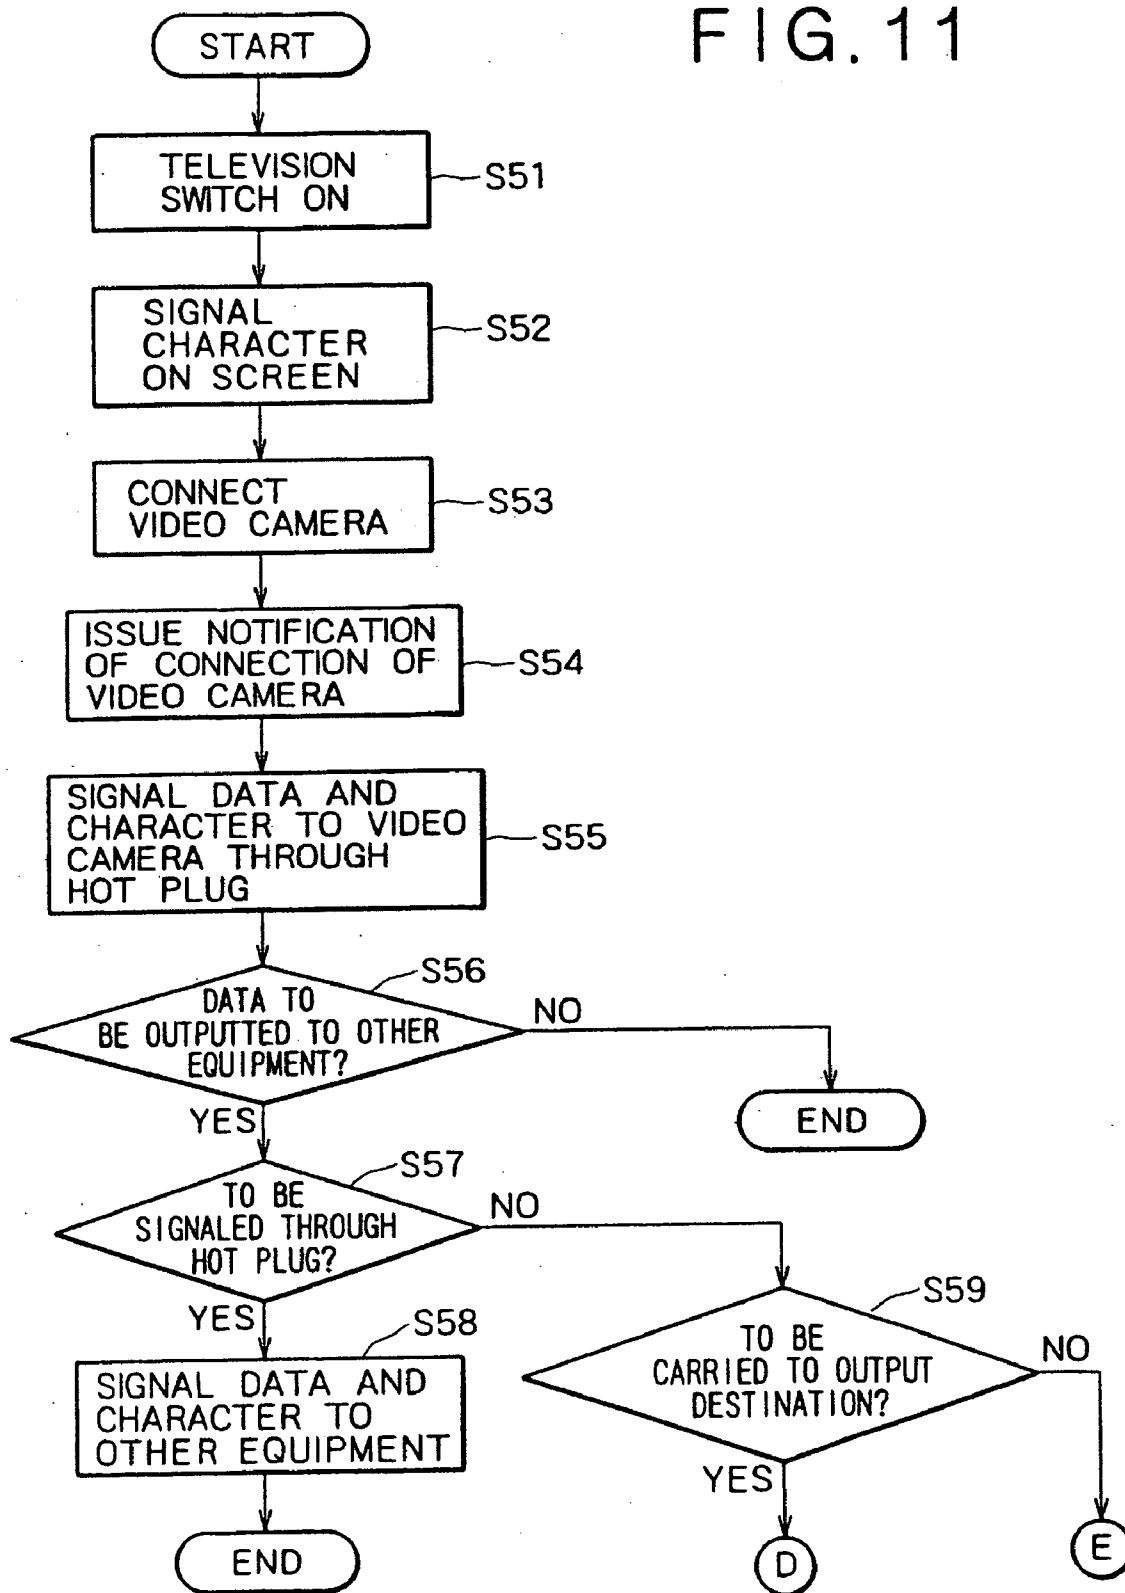 FIG. 11
START
TELEVISION
SWITCH ON
S51
SIGNAL
CHARACTER
ON SCREEN
S52
CONNECT
VIDEO CAMERA
S53
ISSUE NOTIFICATION
OF CONNECTION OF
VIDEO CAMERA
S54
SIGNAL DATA AND
CHARACTER TO VIDEO
CAMERA THROUGH
HOT PLUG
S55
S56
DATA TO
BE OUTPUTTED TO OTHER
EQUIPMENT?
NO
END
YES
S57
TO BE
SIGNALED THROUGH
HOT PLUG?
NO
YES
S58
SIGNAL DATA AND
CHARACTER TO
OTHER EQUIPMENT
END
S59
TO BE
CARRIED TO OUTPUT
DESTINATION?
NO
YES
D
E